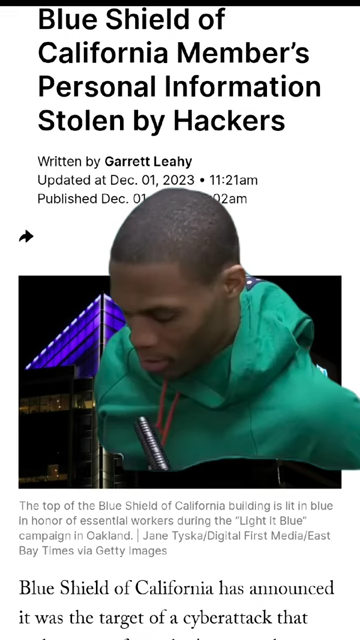 Blue Shield of
California Member’s
Personal Information
Stolen by Hackers
Written by Garrett Leahy
Updated at Dec. 01, 2023 • 11:21am
Published Dec. 01 02am
The top of the Blue Shield of California building is lit in blue
in honor of essential workers during the “Light It Blue”
campaign in Oakland. | Jane Tyska/Digital First Media/East
Bay Times via Getty Images
Blue Shield of California has announced
it was the target of a cyberattack that